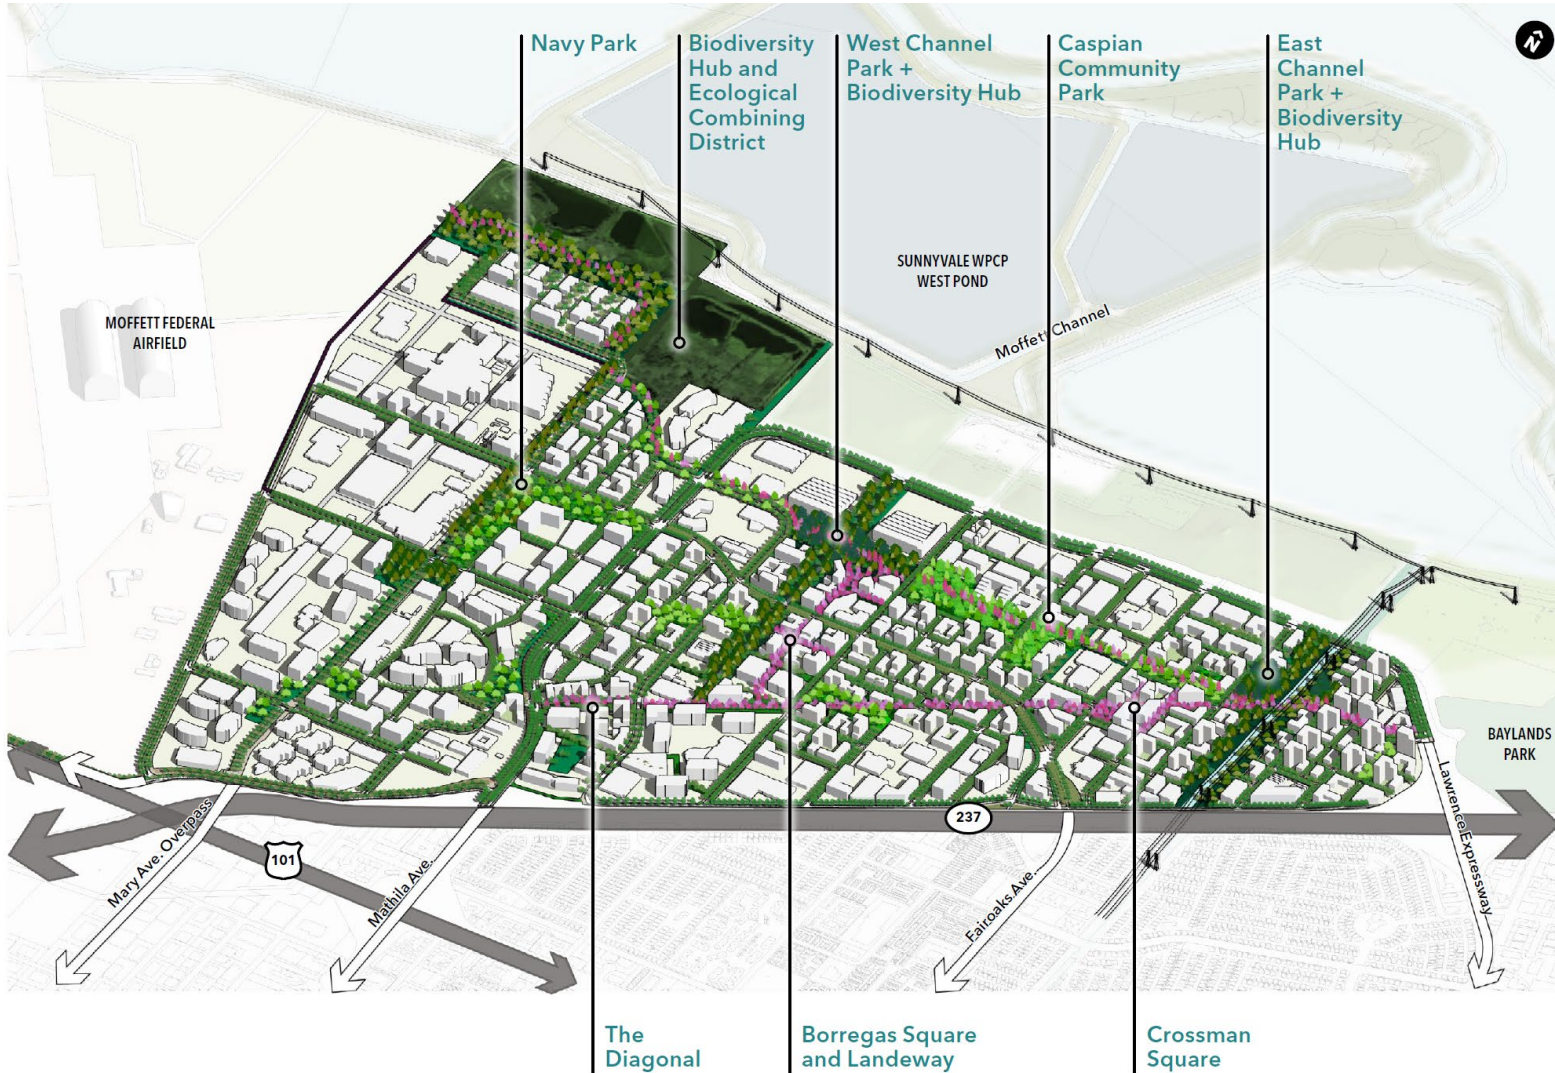 Navy Park
Biodiversity
Hub and
Ecological
Combining
District
West Channel
Park +
Biodiversity Hub
Caspian
Community
Park
East
Channel
Park +
Biodiversity
Hub
N
SUNNYVALE WPCP
WEST POND
MOFFETT FEDERAL
AIRFIELD
Moffett Channel
BAYLANDS
PARK
Mary Ave. Overpass
101
Mathila Ave.
237
Fairoaks Ave.
Lawrence Expressway
The
Diagonal
Borregas Square
and Landeway
Crossman
Square